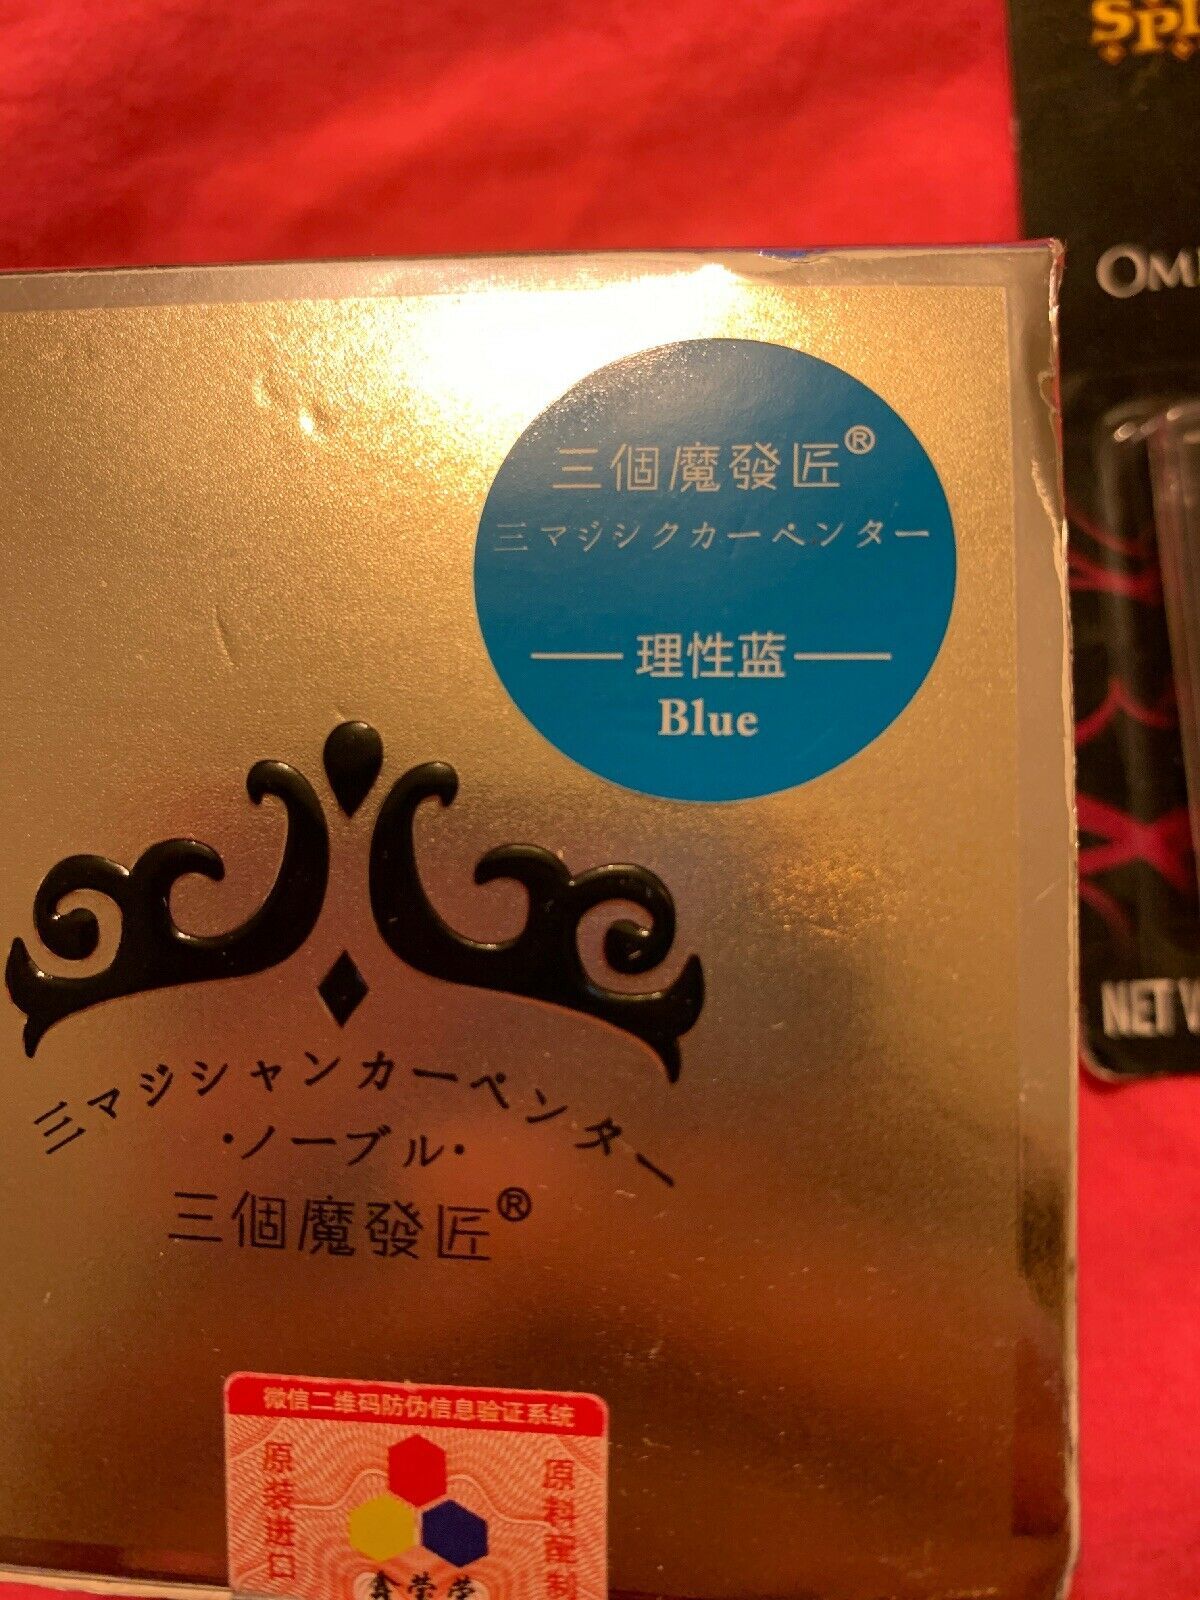 三個魔發匠®
三マジシクカーペンター
理性蓝
Blue
三マジシャンカーペンター
・ノーブル・
三個魔發匠®
微信二维码防伪信息验证系统
原装进口
原料配制
NET